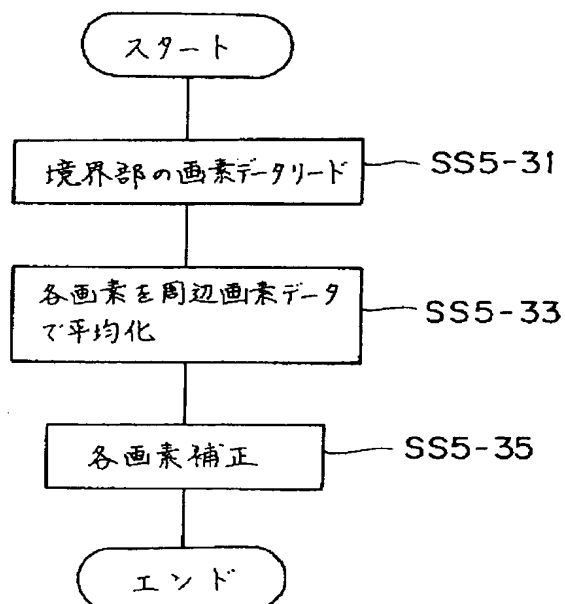 スタート
境界部の画素データリード
SS5-31
各画素を周辺画素データ
で平均化
SS5-33
各画素補正
SS5-35
エンド